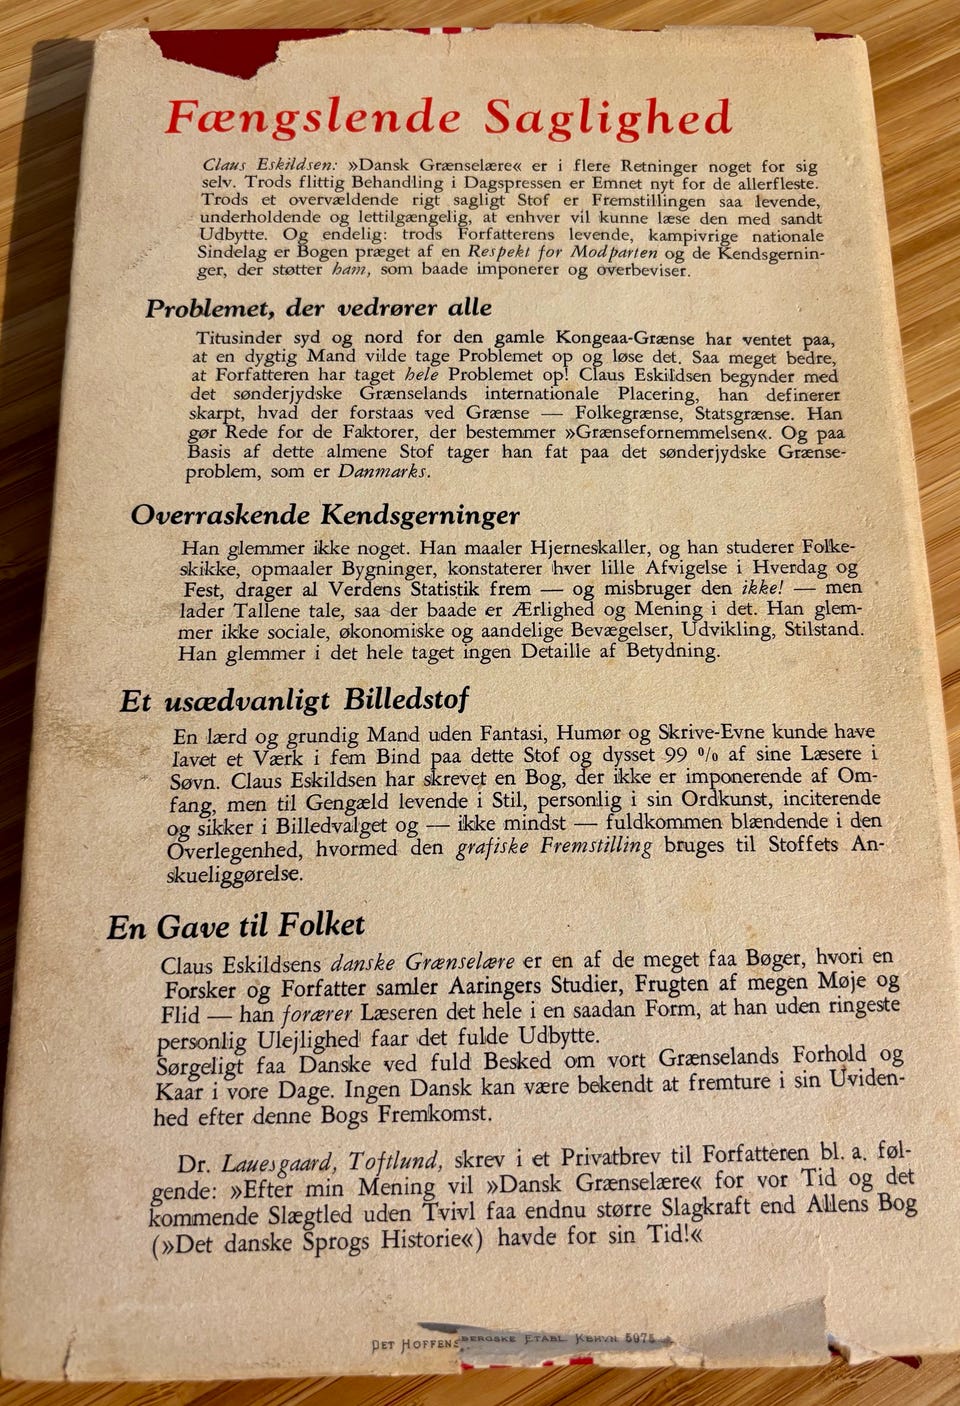 Fængslende Saglighed
Claus Eskildsen: »Dansk Grænselære« er i flere Retninger noget for sig
selv. Trods flittig Behandling i Dagspressen er Emnet nyt for de allerfleste.
Trods et overvældende rigt sagligt Stof er Fremstillingen saa levende,
underholdende og lettilgængelig, at enhver vil kunne læse den med sandt
Udbytte. Og endelig: trods Forfatterens levende, kampivrige nationale
Sindelag er Bogen præget af en Respekt for Modparten og de Kendsgernin-
ger, der støtter ham, som baade imponerer og overbeviser.
Problemet, der vedrører alle
Titusinder syd og nord for den gamle Kongeaa-Grænse har ventet paa,
at en dygtig Mand vilde tage Problemet op og løse det. Saa meget bedre,
at Forfatteren har taget hele Problemet op! Claus Eskildsen begynder med
det sønderjydske Grænselands internationale Placering, han definerer
skarpt, hvad der forstaas ved Grænse — Folkegrænse, Statsgrænse. Han
gør Rede for de Faktorer, der bestemmer »Grænsefornemmelsen«. Og paa
Basis af dette almene Stof tager han fat paa det sønderjydske Grænse-
problem, som er Danmarks.
Overraskende Kendsgerninger
Han glemmer ikke noget. Han maaler Hjerneskaller, og han studerer Folke-
skikke, opmaaler Bygninger, konstaterer hver lille Afvigelse i Hverdag og
Fest, drager al Verdens Statistik frem — og misbruger den ikke! — men
lader Tallene tale, saa der baade er Ærlighed og Mening i det. Han glem-
mer ikke sociale, økonomiske og aandelige Bevægelser, Udvikling, Stilstand.
Han glemmer i det hele taget ingen Detaille af Betydning.
Et usædvanligt Billedstof
En lærd og grundig Mand uden Fantasi, Humør og Skrive-Evne kunde have
lavet et Værk i fem Bind paa dette Stof og dysset 99 % af sine Læsere i
Søvn. Claus Eskildsen har skrevet en Bog, der ikke er imponerende af Om-
fang, men til Gengæld levende i Stil, personlig i sin Ordkunst, inciterende
og sikker i Billedvalget og — ikke mindst — fuldkommen blændende i den
Overlegenhed, hvormed den grafiske Fremstilling bruges til Stoffets An-
skueliggørelse.
En Gave til Folket
Claus Eskildsens danske Grænselære er en af de meget faa Bøger, hvori en
Forsker og Forfatter samler Aaringers Studier, Frugten af megen Møje og
Flid — han forærer Læseren det hele i en saadan Form, at han uden ringeste
personlig Ulejlighed faar det fulde Udbytte.
Sørgeligt faa Danske ved fuld Besked om vort Grænselands Forhold og
Kaar i vore Dage. Ingen Dansk kan være bekendt at fremture i sin Uviden-
hed efter denne Bogs Fremkomst.
Dr. Lauesgaard, Toftlund, skrev i et Privatbrev til Forfatteren bl. a. føl-
gende: »Efter min Mening vil »Dansk Grænselære« for vor Tid og det
kommende Slægtled uden Tvivl faa endnu større Slagkraft end Allens Bog
(»Det danske Sprogs Historie«) havde for sin Tid!«
DET HOFFENSBERGSKE ETABL. KBHVN 5975